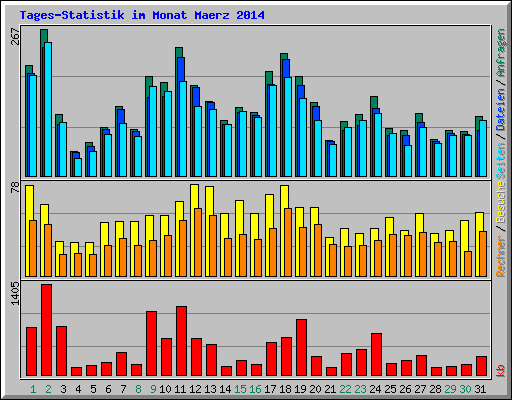 Tages-Statistik im Monat Maerz 2014
267
78
1405
Rechner / Besuche Seiten / Dateien / Anfragen
kb
1 2 3 4 5 6 7 8 9 10 11 12 13 14 15 16 17 18 19 20 21 22 23 24 25 26 27 28 29 30 31